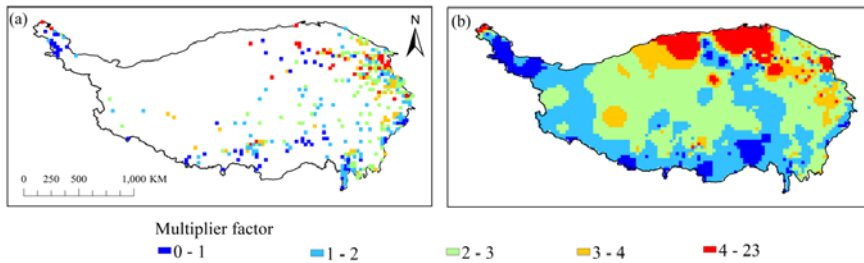 (a)
N
(b)
0 250 500 1,000 KM
Multiplier factor
0 - 1
1 - 2
2 - 3
3 - 4
4 - 23